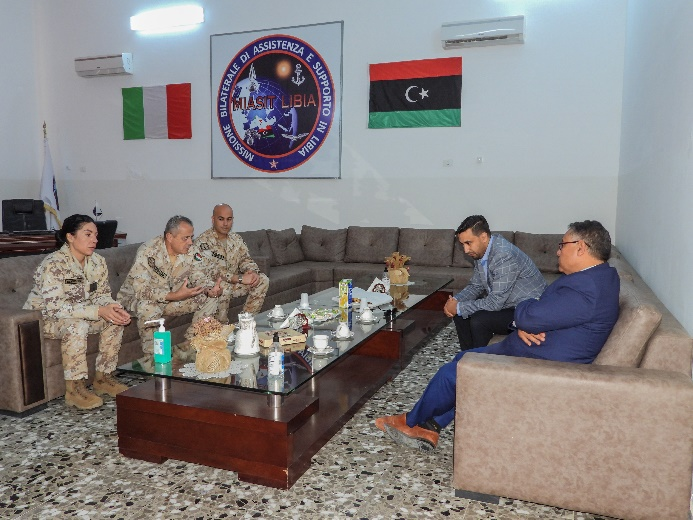 MISSIONE BILATERALE DI ASSISTENZA E SUPPORTO IN LIBIA
MIASIT LIBIA